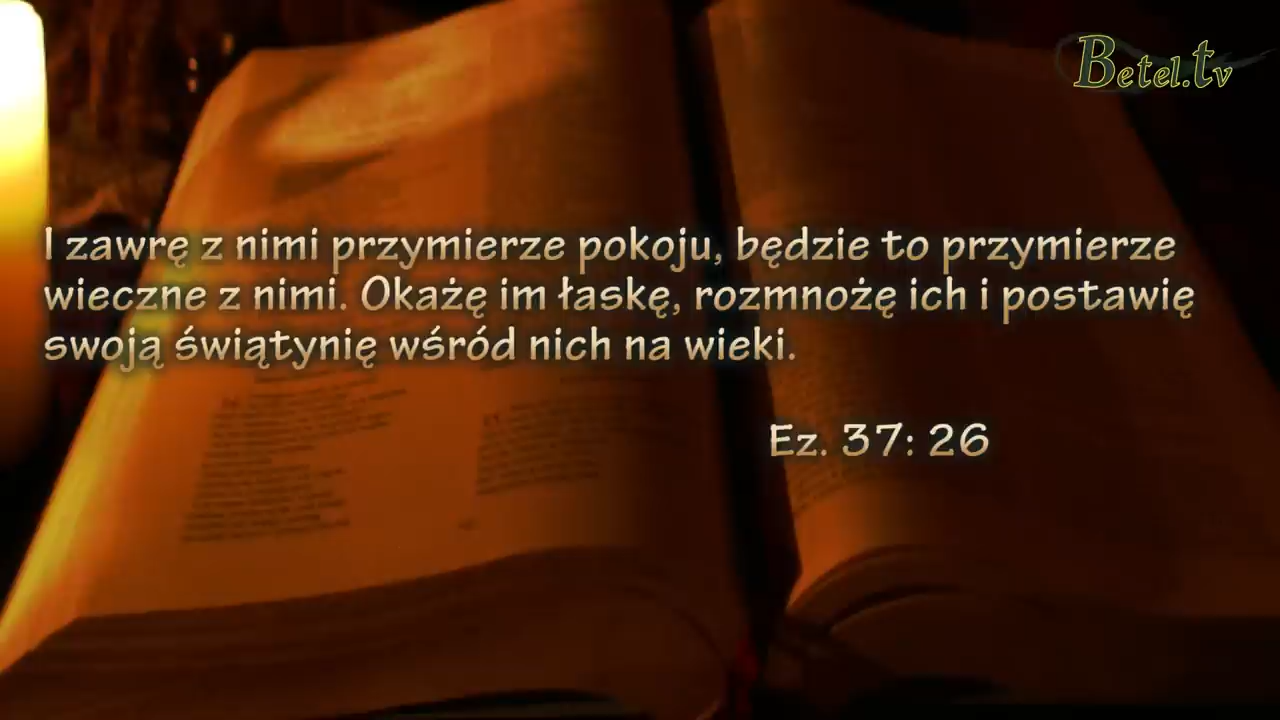 Betel.tv
I zawrę z nimi przymierze pokoju, będzie to przymierze
wieczne z nimi. Okażę im łaskę, rozmnożę ich i postawię
swoją świątynię wśród nich na wieki.
Ez. 37: 26